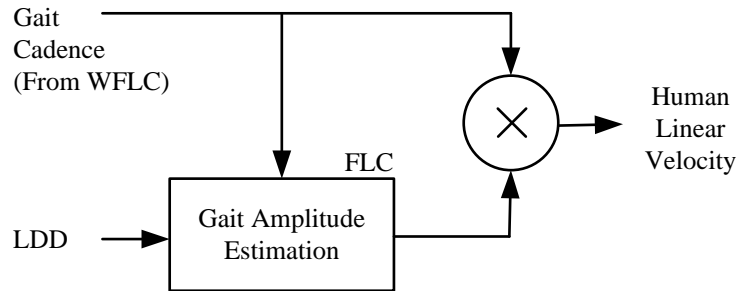 Gait
Cadence
(From WFLC)
Human
Linear
Velocity
FLC
Gait Amplitude
Estimation
LDD